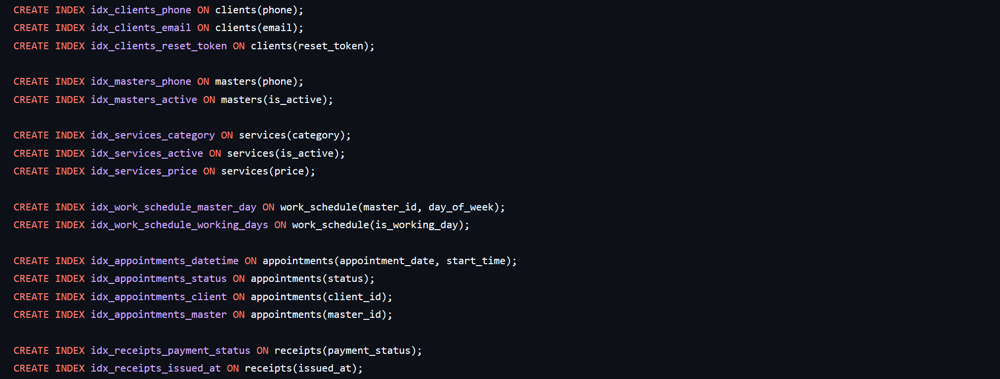 CREATE INDEX idx_clients_phone ON clients(phone);
CREATE INDEX idx_clients_email ON clients(email);
CREATE INDEX idx_clients_reset_token ON clients(reset_token);
CREATE INDEX idx_masters_phone ON masters(phone);
CREATE INDEX idx_masters_active ON masters(is_active);
CREATE INDEX idx_services_category ON services(category);
CREATE INDEX idx_services_active ON services(is_active);
CREATE INDEX idx_services_price ON services(price);
CREATE INDEX idx_work_schedule_master_day ON work_schedule(master_id, day_of_week);
CREATE INDEX idx_work_schedule_working_days ON work_schedule(is_working_day);
CREATE INDEX idx_appointments_datetime ON appointments(appointment_date, start_time);
CREATE INDEX idx_appointments_status ON appointments(status);
CREATE INDEX idx_appointments_client ON appointments(client_id);
CREATE INDEX idx_appointments_master ON appointments(master_id);
CREATE INDEX idx_receipts_payment_status ON receipts(payment_status);
CREATE INDEX idx_receipts_issued_at ON receipts(issued_at);